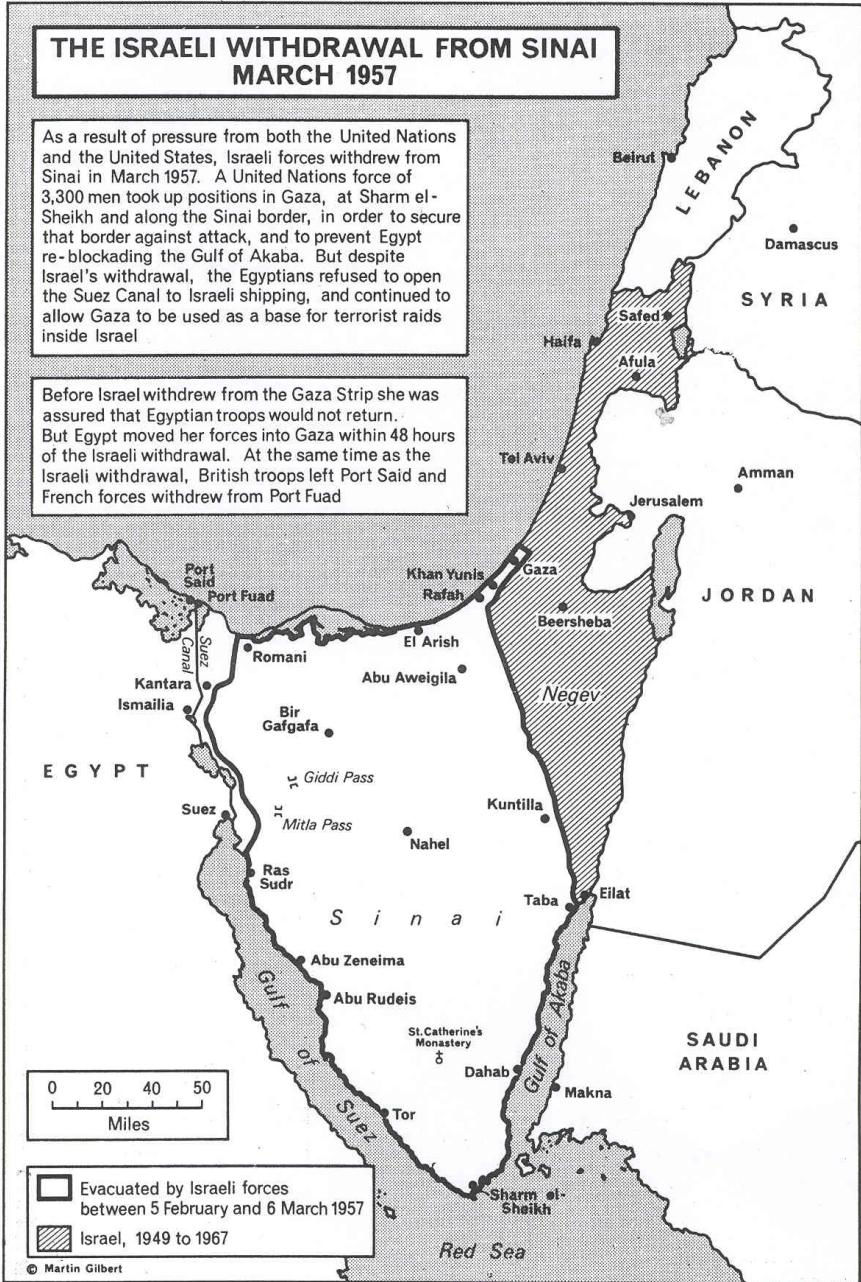 THE ISRAELI WITHDRAWAL FROM SINAI
MARCH 1957
As a result of pressure from both the United Nations
and the United States, Israeli forces withdrew from
Sinai in March 1957. A United Nations force of
3,300 men took up positions in Gaza, at Sharm el-
Sheikh and along the Sinai border, in order to secure
that border against attack, and to prevent Egypt
re-blockading the Gulf of Akaba. But despite
Israel's withdrawal, the Egyptians refused to open
the Suez Canal to Israeli shipping, and continued to
allow Gaza to be used as a base for terrorist raids
inside Israel
Before Israel withdrew from the Gaza Strip she was
assured that Egyptian troops would not return.
But Egypt moved her forces into Gaza within 48 hours
of the Israeli withdrawal. At the same time as the
Israeli withdrawal, British troops left Port Said and
French forces withdrew from Port Fuad
Beirut
LEBANON
Damascus
SYRIA
Safed
Haifa
Afula
Tel Aviv
Amman
Jerusalem
Gaza
Khan Yunis
Rafah
JORDAN
Beersheba
Port
Said
Port Fuad
Suez
Canal
Romani
El Arish
Abu Aweigila
Negev
Kantara
Ismailia
Bir
Gafgafa
EGYPT
Giddi Pass
Mitla Pass
Suez
Kuntilla
Nahel
Ras
Sudr
Taba
Eilat
Sinai
Abu Zeneima
Abu Rudeis
Gulf of Suez
Gulf of Akaba
St. Catherine's
Monastery
SAUDI
ARABIA
Dahab
Makna
Tor
Sharm el-
Sheikh
Red Sea
0 20 40 50
Miles
Evacuated by Israeli forces
between 5 February and 6 March 1957
Israel, 1949 to 1967
© Martin Gilbert